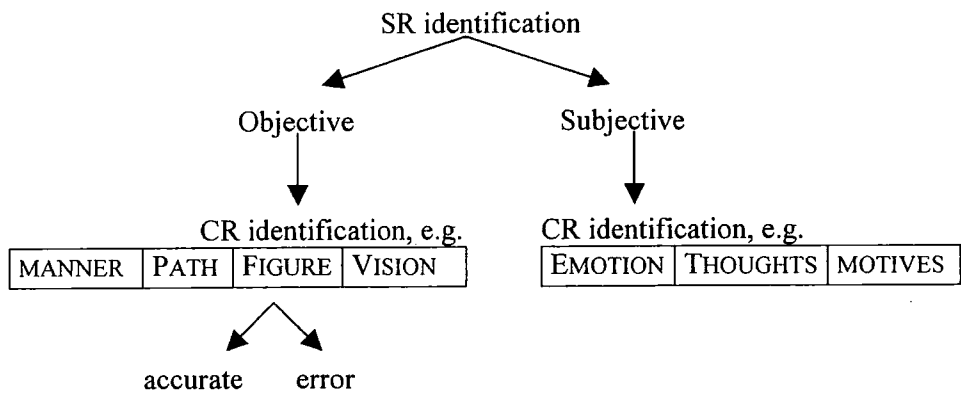 SR identification
Objective Subjective
CR identification, e.g. CR identification, e.g.
MANNER PATH FIGURE VISION EMOTION THOUGHTS MOTIVES
accurate error